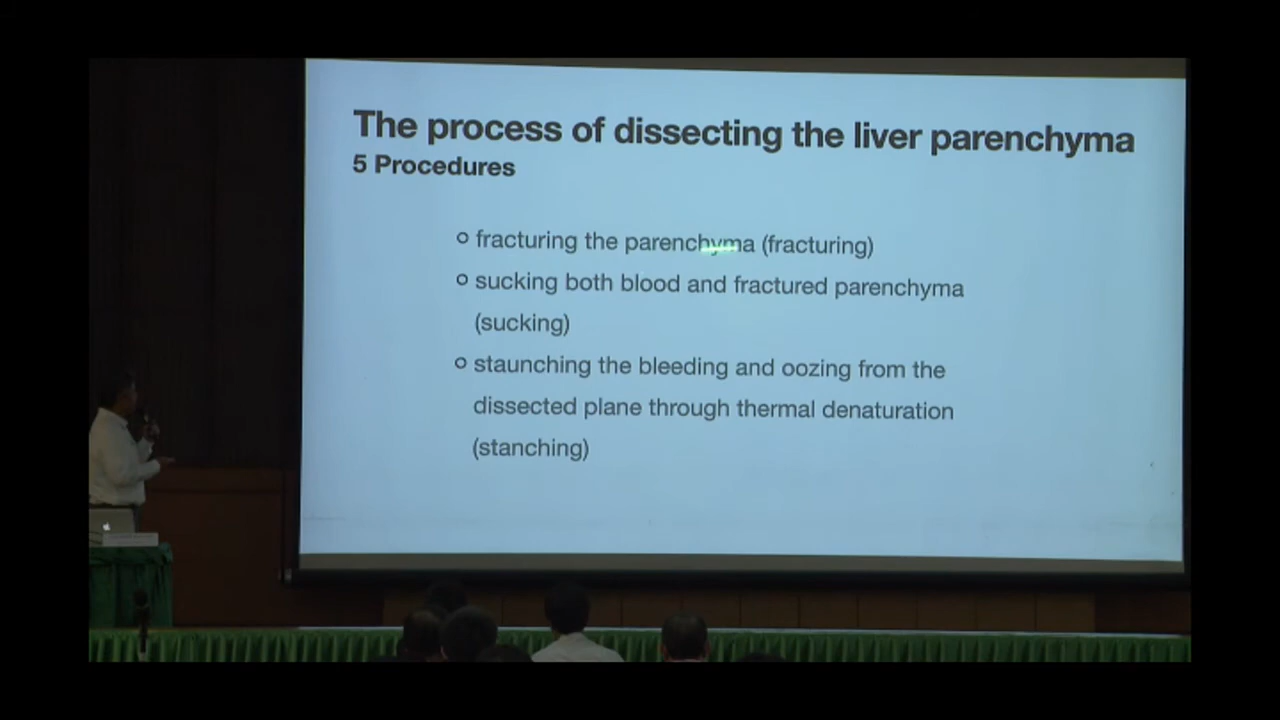 The process of dissecting the liver parenchyma
5 Procedures
fracturing the parenchyma (fracturing)
sucking both blood and fractured parenchyma
(sucking)
staunching the bleeding and oozing from the
dissected plane through thermal denaturation
(stanching)